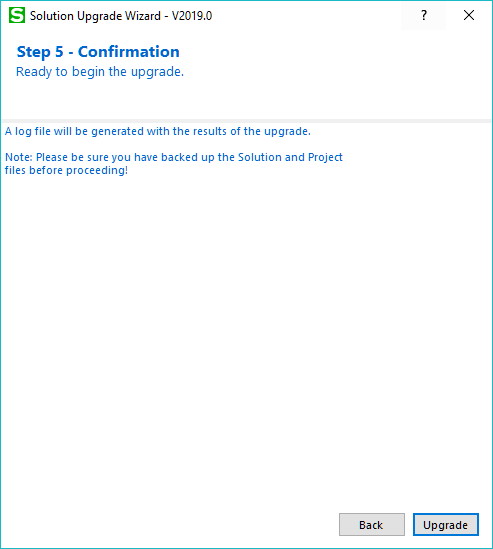 S Solution Upgrade Wizard - V2019.0 ?
Step 5 - Confirmation
Ready to begin the upgrade.
A log file will be generated with the results of the upgrade.
Note: Please be sure you have backed up the Solution and Project
files before proceeding!
Back Upgrade